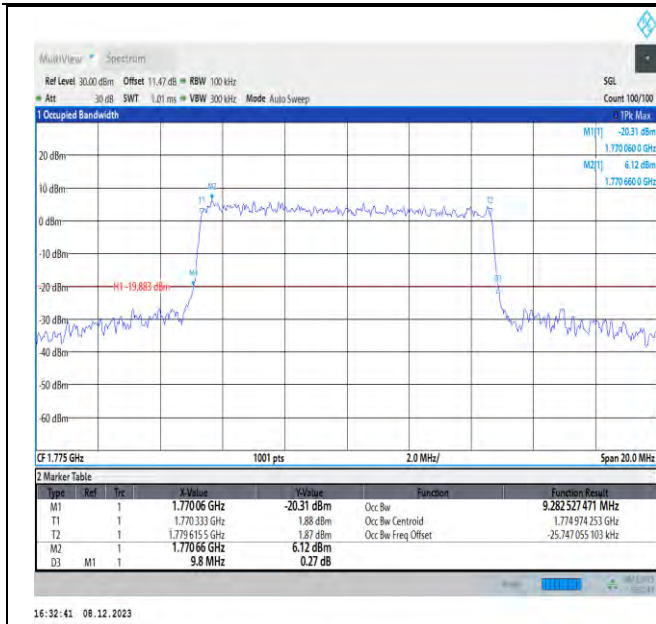 MultiView Spectrum
Ref Level 30.00 dBm Offset 11.47 dB RBW 100 kHz SGL
Att 30 dB SWT 1.01 ms VBW 300 kHz Mode Auto Sweep Count 100/100
1 Occupied Bandwidth 1Pk Max
M1[1] -20.31 dBm
1.770 060 0 GHz
M2[1] 6.12 dBm
1.770 660 0 GHz
20 dBm
10 dBm
M2
T1 T2
0 dBm
-10 dBm
M1
-20 dBm H1 -19.883 dBm
-30 dBm
-40 dBm
-50 dBm
-60 dBm
CF 1.775 GHz 1001 pts 2.0 MHz/ Span 20.0 MHz
2 Marker Table
Type Ref Trc X-Value Y-Value Function Function Result
M1 1 1.77006 GHz -20.31 dBm Occ Bw 9.282 527 471 MHz
T1 1 1.770 333 GHz 1.88 dBm Occ Bw Centroid 1.774 974 253 GHz
T2 1 1.779 615 5 GHz 1.87 dBm Occ Bw Freq Offset -25.747 055 103 kHz
M2 1 1.77066 GHz 6.12 dBm
D3 M1 1 9.8 MHz 0.27 dB
16:32:41 08.12.2023